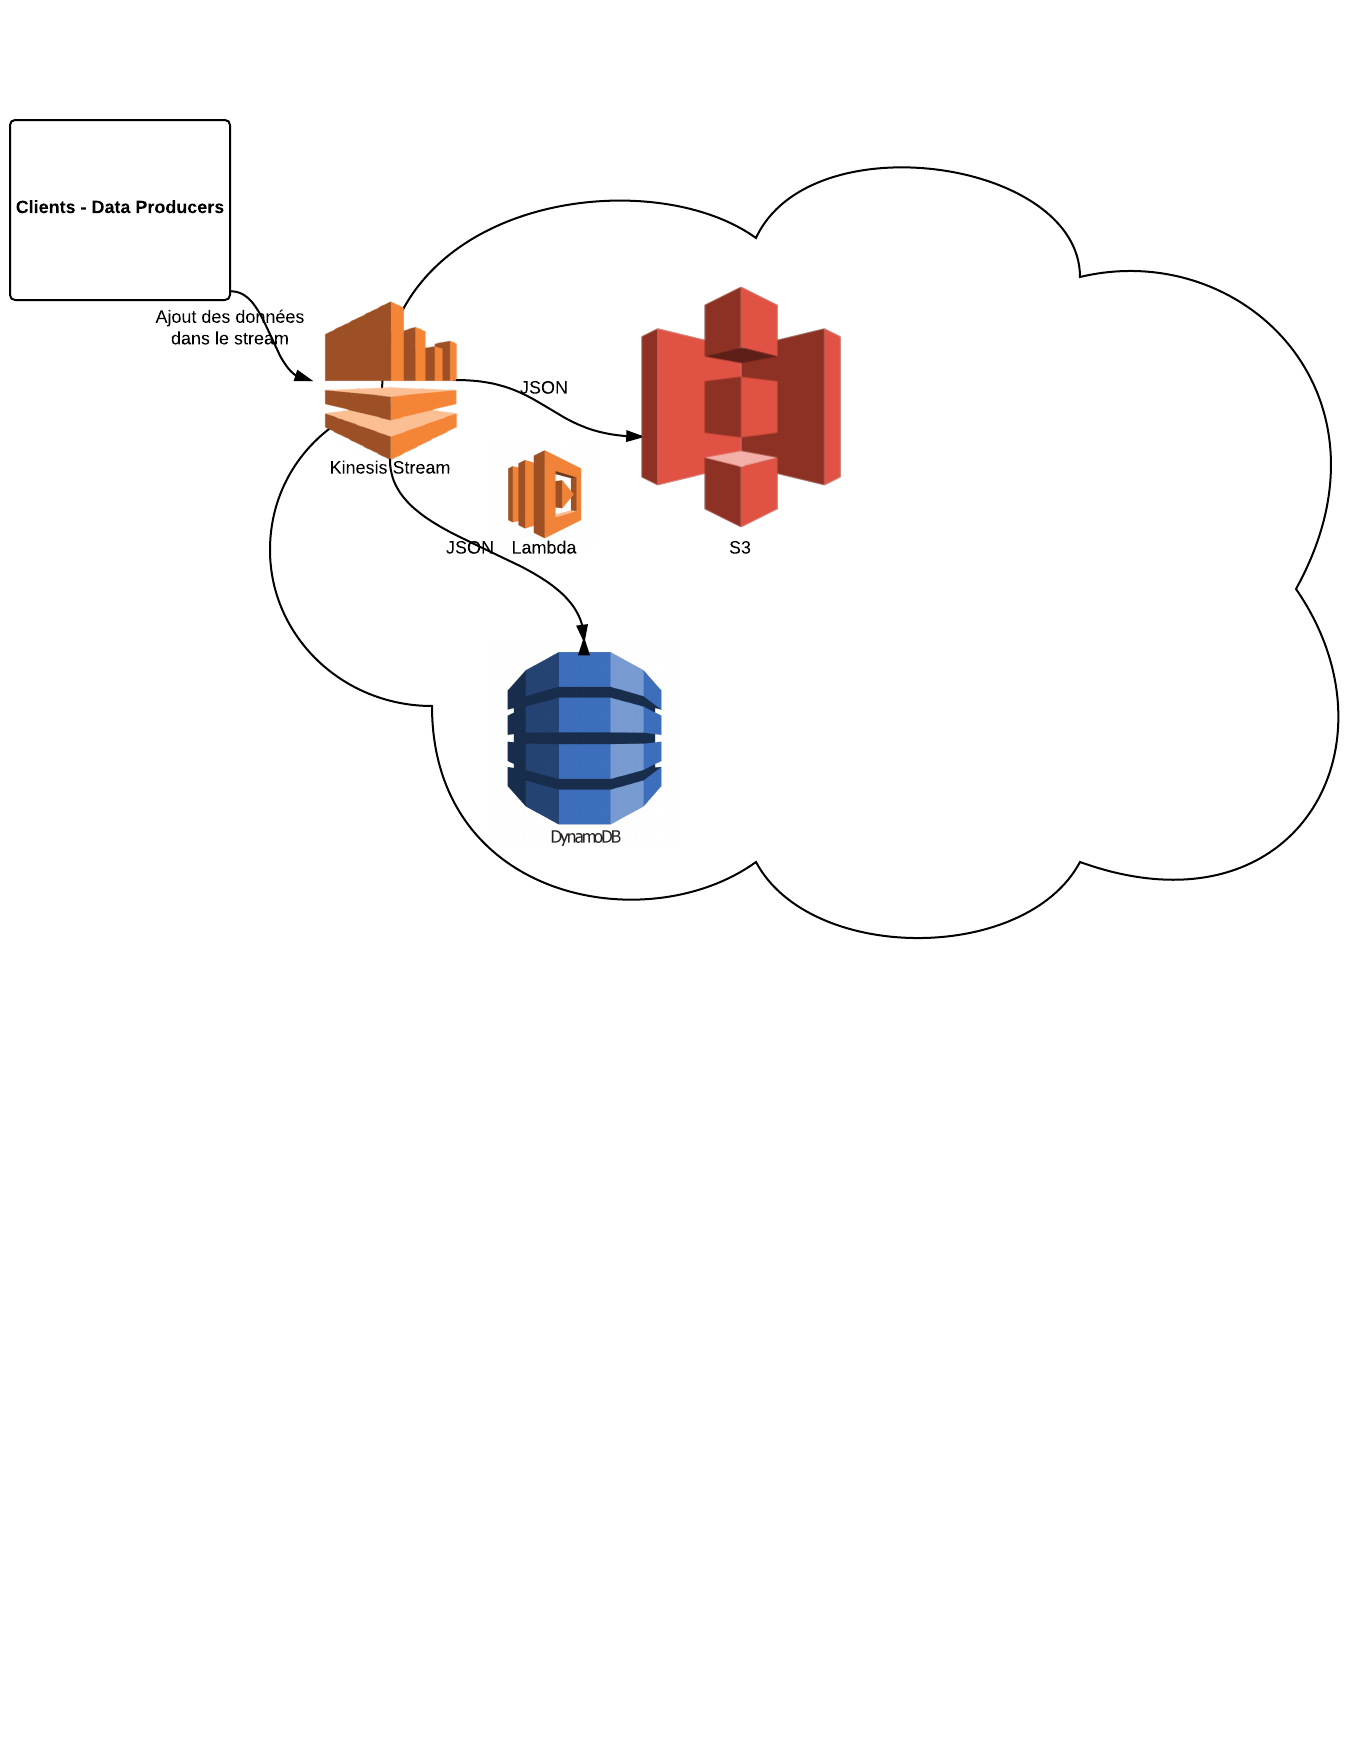 Clients - Data Producers
Ajout des données
dans le stream
JSON
Kinesis Stream
JSON
Lambda
S3
DynamoDB